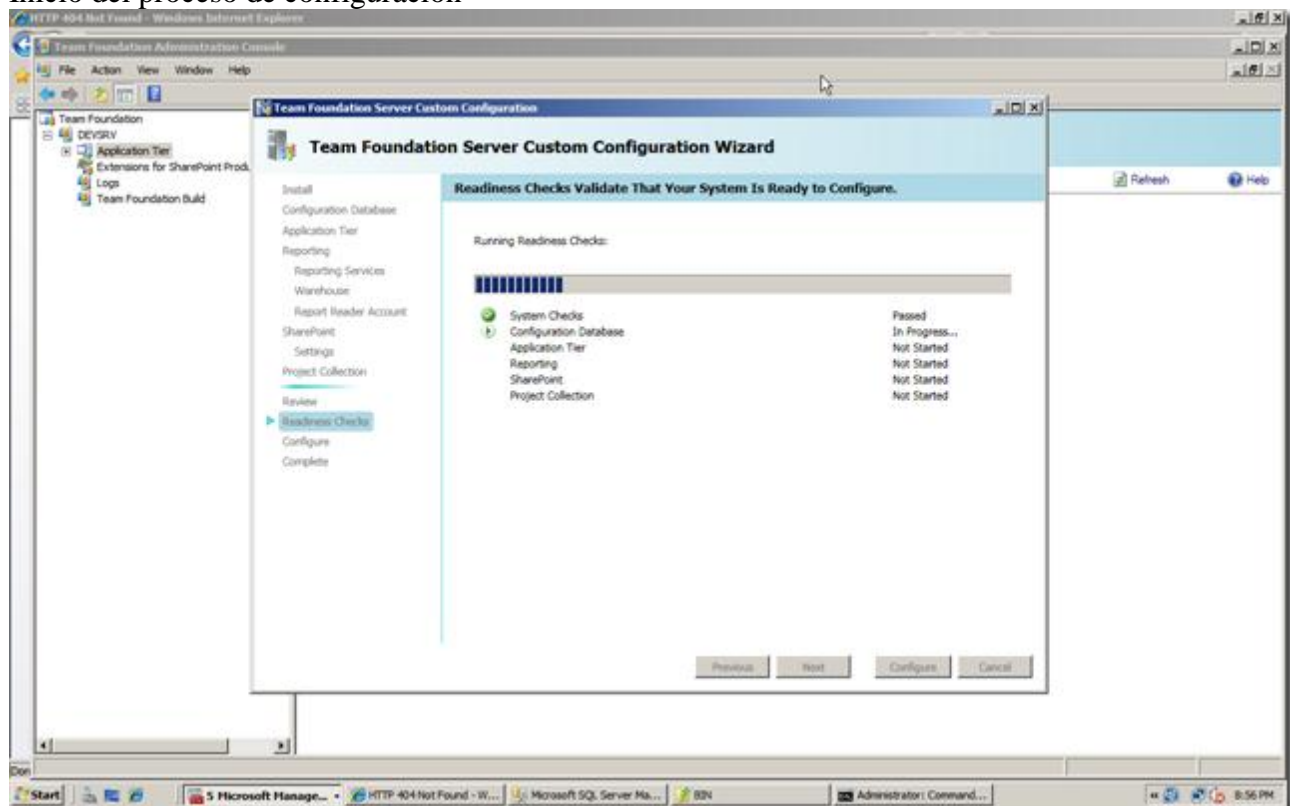 Inicio del proceso de configuración
HTTP 404 Not Found - Windows Internet Explorer
Team Foundation Administration Console
File Action View Window Help
Team Foundation
DEVSRV
Application Tier
Extensions for SharePoint Prod
Logs
Team Foundation Build
Refresh Help
Team Foundation Server Custom Configuration
Team Foundation Server Custom Configuration Wizard
Install
Configuration Database
Application Tier
Reporting
Reporting Services
Warehouse
Report Reader Account
SharePoint
Settings
Project Collection
Review
Readiness Checks
Configure
Complete
Readiness Checks Validate That Your System Is Ready to Configure.
Running Readiness Checks:
System Checks Passed
Configuration Database In Progress...
Application Tier Not Started
Reporting Not Started
SharePoint Not Started
Project Collection Not Started
Previous Next Configure Cancel
Don
Start 5 Microsoft Manage... HTTP 404 Not Found - W... Microsoft SQL Server Ma... BIN Administrator: Command... 8:56 PM